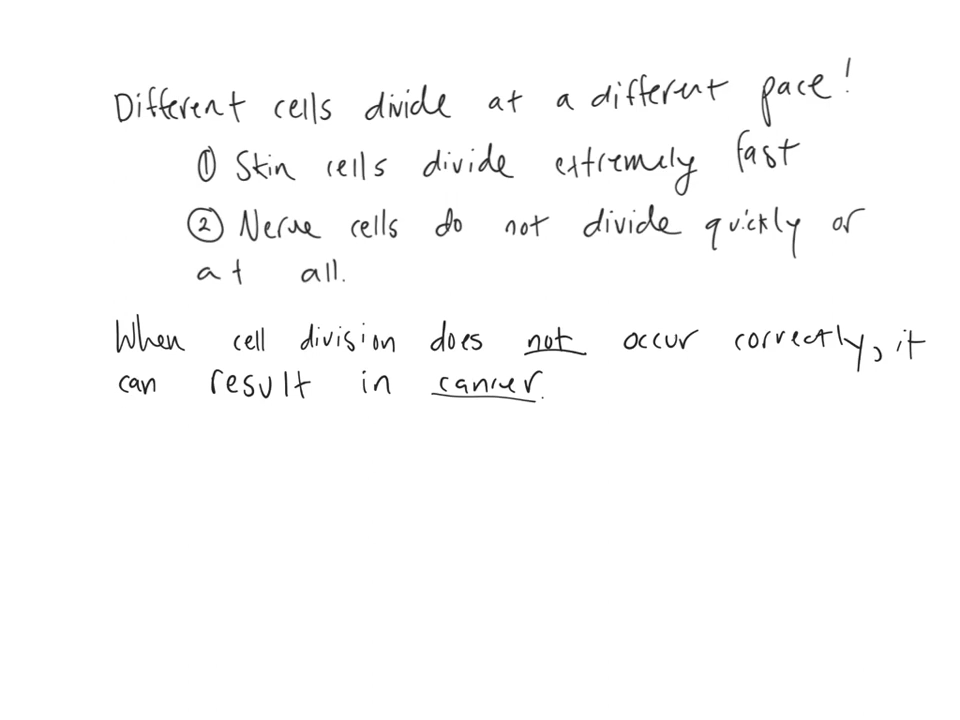 Different cells divide at a different pace!
① Skin cells divide extremely fast
② Nerve cells do not divide quickly or
at all.
When cell division does not occur correctly, it
can result in cancer.